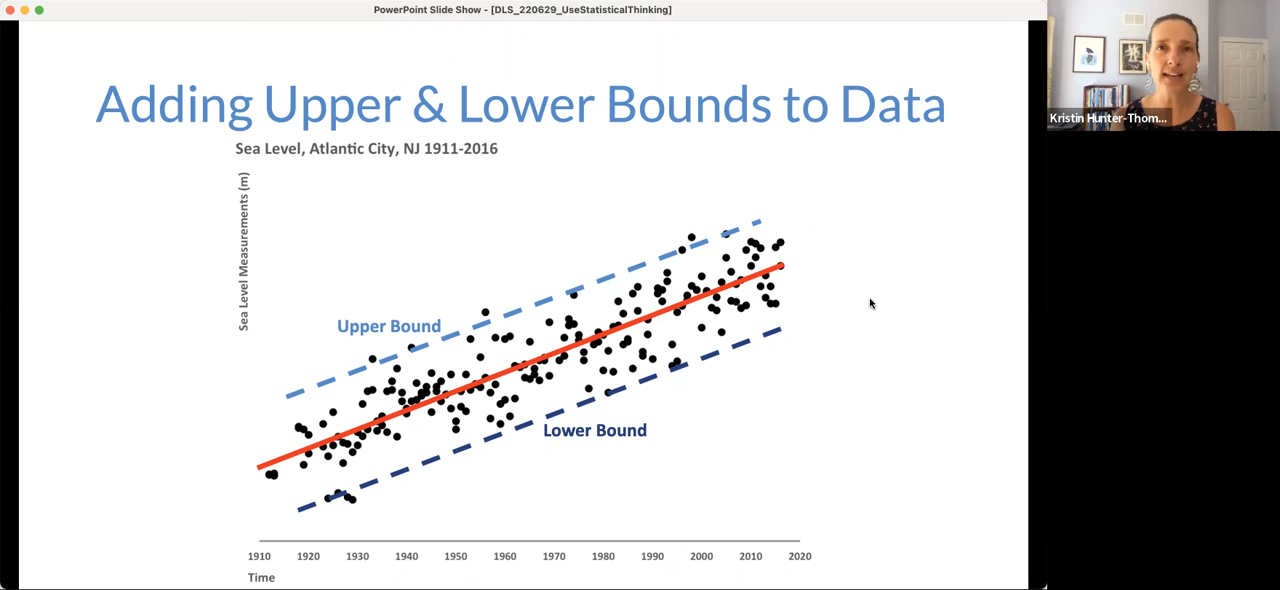 PowerPoint Slide Show - [DLS_220629_UseStatisticalThinking]
Adding Upper & Lower Bounds to Data
Sea Level, Atlantic City, NJ 1911-2016
Sea Level Measurements (m)
Upper Bound
Lower Bound
1910 1920 1930 1940 1950 1960 1970 1980 1990 2000 2010 2020
Time
Kristin Hunter-Thom...